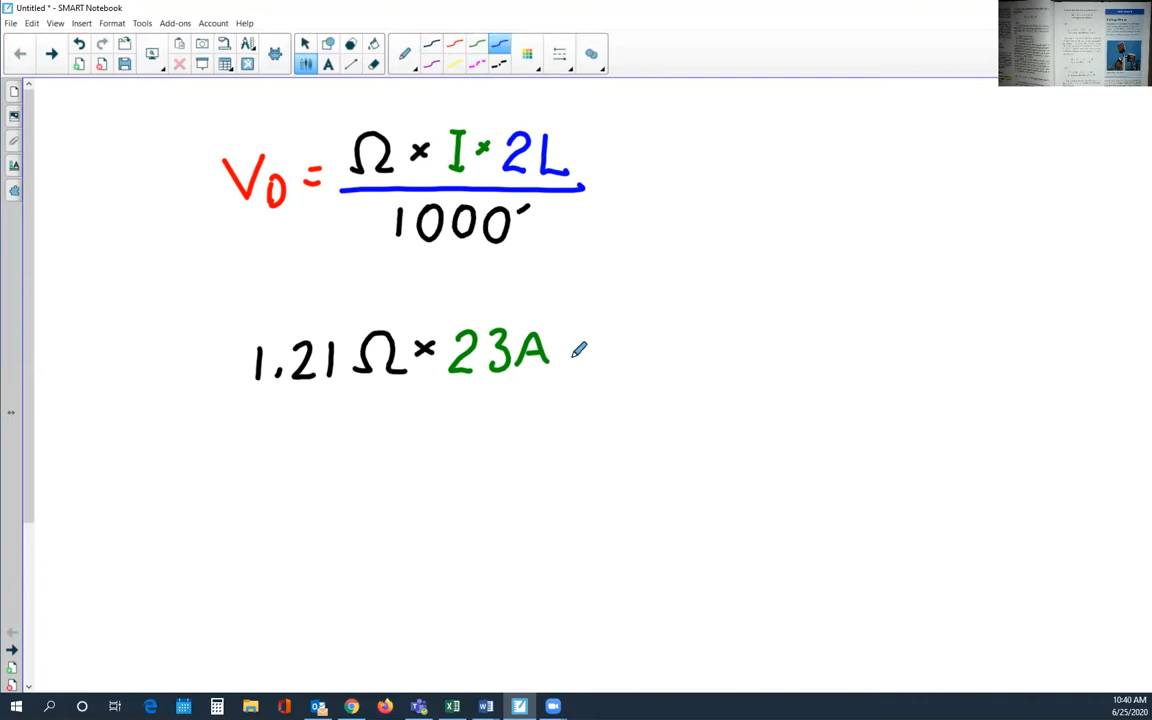 Untitled * - SMART Notebook
File Edit View Insert Format Tools Add-ons Account Help
V_D = Ω × I × 2L
1000'
1.21 Ω × 23A
10:40 AM
6/25/2020